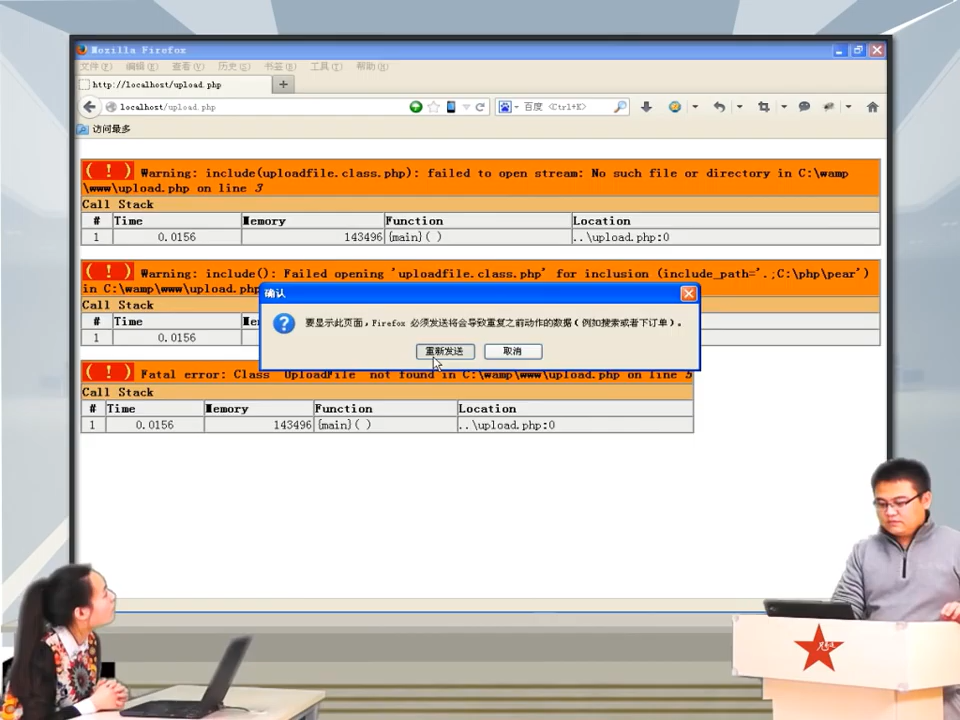 Mozilla Firefox
文件(F) 编辑(E) 查看(V) 历史(S) 书签(B) 工具(T) 帮助(H)
http://localhost/upload.php +
localhost/upload.php 百度 <Ctrl+K>
访问最多
( ! ) Warning: include(uploadfile.class.php): failed to open stream: No such file or directory in C:\wamp
\www\upload.php on line 3
Call Stack
# Time Memory Function Location
1 0.0156 143496 {main}( ) ..\upload.php:0
( ! ) Warning: include(): Failed opening 'uploadfile.class.php' for inclusion (include_path='.;C:\php\pear')
in C:\wamp\www\upload.php
Call Stack
# Time
1 0.0156
确认
要显示此页面，Firefox 必须发送将会导致重复之前动作的数据（例如搜索或者下订单）。
重新发送 取消
( ! ) Fatal error: Class 'UploadFile' not found in C:\wamp\www\upload.php on line 5
Call Stack
# Time Memory Function Location
1 0.0156 143496 {main}( ) ..\upload.php:0